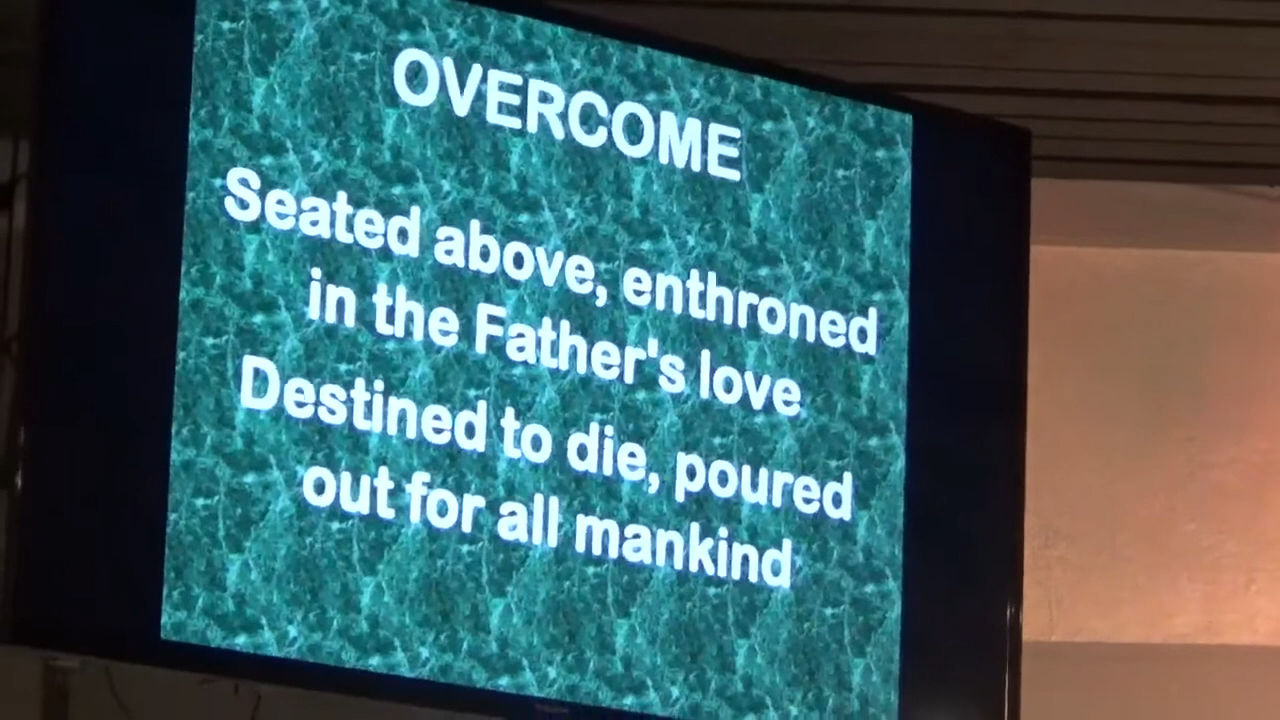 OVERCOME
Seated above, enthroned
in the Father's love
Destined to die, poured
out for all mankind